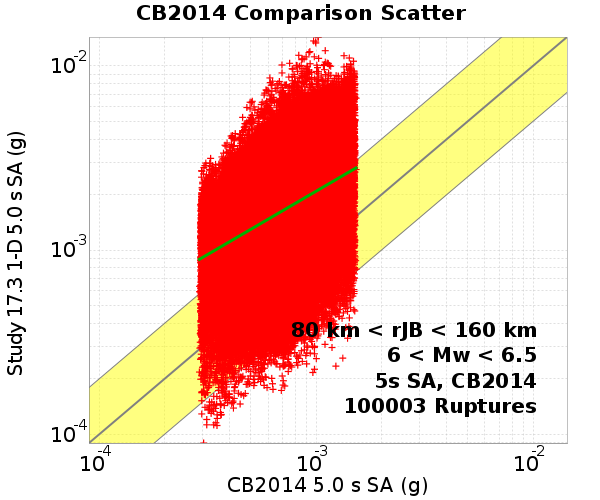 CB2014 Comparison Scatter
Study 17.3 1-D 5.0 s SA (g)
10-2
10-3
10-4
80 km < rJB < 160 km
6 < Mw < 6.5
5s SA, CB2014
100003 Ruptures
10-4 10-3 10-2
CB2014 5.0 s SA (g)